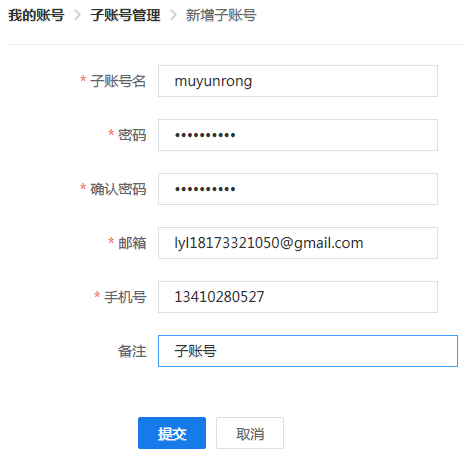 我的账号 > 子账号管理 > 新增子账号
* 子账号名 muyunrong
* 密码 ••••••••••
* 确认密码 ••••••••••
* 邮箱 lyl18173321050@gmail.com
* 手机号 13410280527
备注 子账号
提交 取消